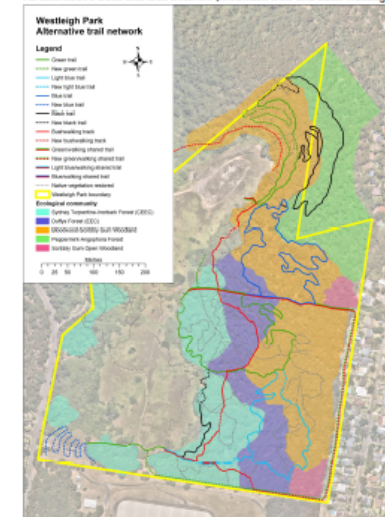 Westleigh Park
Alternative trail network
Legend
Green trail
New green trail
Light blue trail
New light blue trail
Blue trail
New blue trail
Black trail
New black trail
Bushwalking track
New bushwalking track
Green/walking shared trail
New green/walking shared trail
Light blue/walking shared trail
Blue/walking shared trail
Native vegetation restored
Westleigh Park boundary
Ecological community
Sydney Turpentine-Ironbark Forest (CEEC)
Duffys Forest (EEC)
Bloodwood-Scribbly Gum Woodland
Peppermint-Angophora Forest
Scribbly Gum Open Woodland
Metres
0 25 50 100 150 200